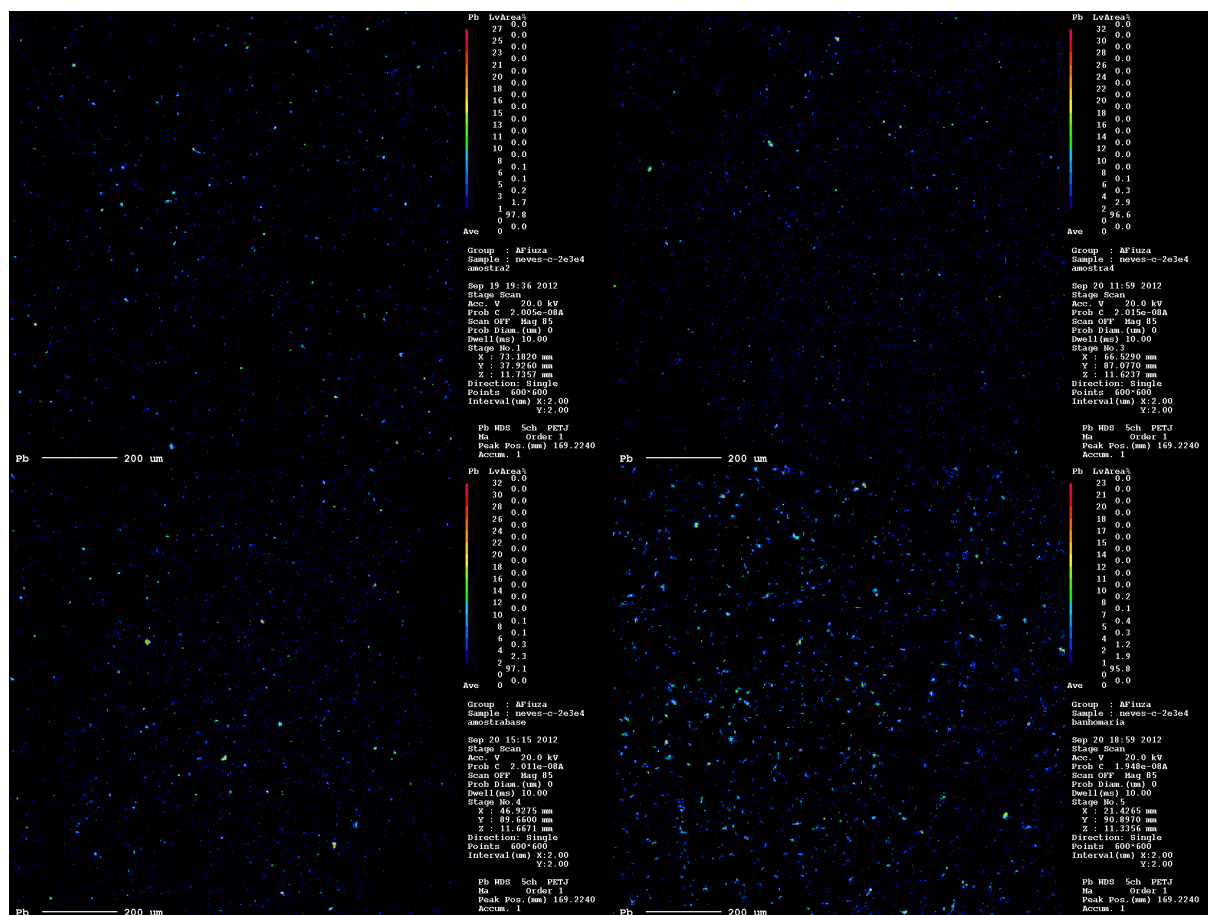 Pb LvArea%
0.0
27 0.0
25 0.0
23 0.0
21 0.0
20 0.0
18 0.0
16 0.0
15 0.0
13 0.0
11 0.0
10 0.0
8 0.1
6 0.1
5 0.2
3 1.7
1 97.8
0 0.0
Ave 0
Group : AFiuza
Sample : neves-c-2e3e4
amostra2
Sep 19 19:36 2012
Stage Scan
Acc. V 20.0 kV
Prob C 2.005e-08A
Scan OFF Mag 85
Prob Diam.(um) 0
Dwell(ms) 10.00
Stage No.1
X : 73.1820 mm
Y : 37.9260 mm
Z : 11.7357 mm
Direction: Single
Points 600*600
Interval(um) X:2.00
Y:2.00
Pb WDS 5ch PETJ
Ma Order 1
Peak Pos.(mm) 169.2240
Accum. 1
Pb 200 um
Pb LvArea%
0.0
32 0.0
30 0.0
28 0.0
26 0.0
24 0.0
22 0.0
20 0.0
18 0.0
16 0.0
14 0.0
12 0.0
10 0.1
8 0.1
6 0.3
4 2.9
2 96.6
0 0.0
Ave 0
Group : AFiuza
Sample : neves-c-2e3e4
amostra4
Sep 20 11:59 2012
Stage Scan
Acc. V 20.0 kV
Prob C 2.015e-08A
Scan OFF Mag 85
Prob Diam.(um) 0
Dwell(ms) 10.00
Stage No.3
X : 66.5290 mm
Y : 87.0770 mm
Z : 11.6237 mm
Direction: Single
Points 600*600
Interval(um) X:2.00
Y:2.00
Pb WDS 5ch PETJ
Ma Order 1
Peak Pos.(mm) 169.2240
Accum. 1
Pb 200 um
Pb LvArea%
0.0
32 0.0
30 0.0
28 0.0
26 0.0
24 0.0
22 0.0
20 0.0
18 0.0
16 0.0
14 0.0
12 0.0
10 0.1
8 0.1
6 0.3
4 2.3
2 97.1
0 0.0
Ave 0
Group : AFiuza
Sample : neves-c-2e3e4
amostrabase
Sep 20 15:15 2012
Stage Scan
Acc. V 20.0 kV
Prob C 2.011e-08A
Scan OFF Mag 85
Prob Diam.(um) 0
Dwell(ms) 10.00
Stage No.4
X : 46.9275 mm
Y : 89.6600 mm
Z : 11.6671 mm
Direction: Single
Points 600*600
Interval(um) X:2.00
Y:2.00
Pb WDS 5ch PETJ
Ma Order 1
Peak Pos.(mm) 169.2240
Accum. 1
Pb 200 um
Pb LvArea%
0.0
23 0.0
21 0.0
20 0.0
18 0.0
17 0.0
15 0.0
14 0.0
12 0.0
11 0.0
10 0.2
8 0.1
7 0.4
5 0.3
4 1.2
2 1.9
1 95.8
0 0.0
Ave 0
Group : AFiuza
Sample : neves-c-2e3e4
banhomaria
Sep 20 18:59 2012
Stage Scan
Acc. V 20.0 kV
Prob C 1.948e-08A
Scan OFF Mag 85
Prob Diam.(um) 0
Dwell(ms) 10.00
Stage No.5
X : 21.4265 mm
Y : 90.8970 mm
Z : 11.3356 mm
Direction: Single
Points 600*600
Interval(um) X:2.00
Y:2.00
Pb WDS 5ch PETJ
Ma Order 1
Peak Pos.(mm) 169.2240
Accum. 1
Pb 200 um